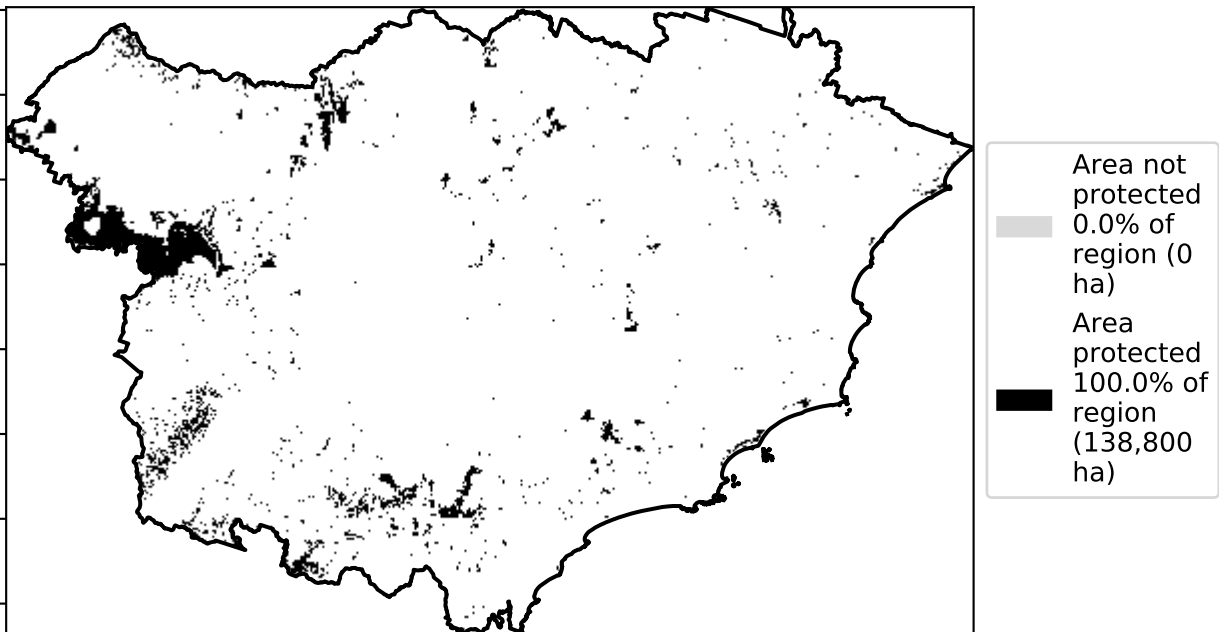 Area not
protected
0.0% of
region (0
ha)
Area
protected
100.0% of
region
(138,800
ha)